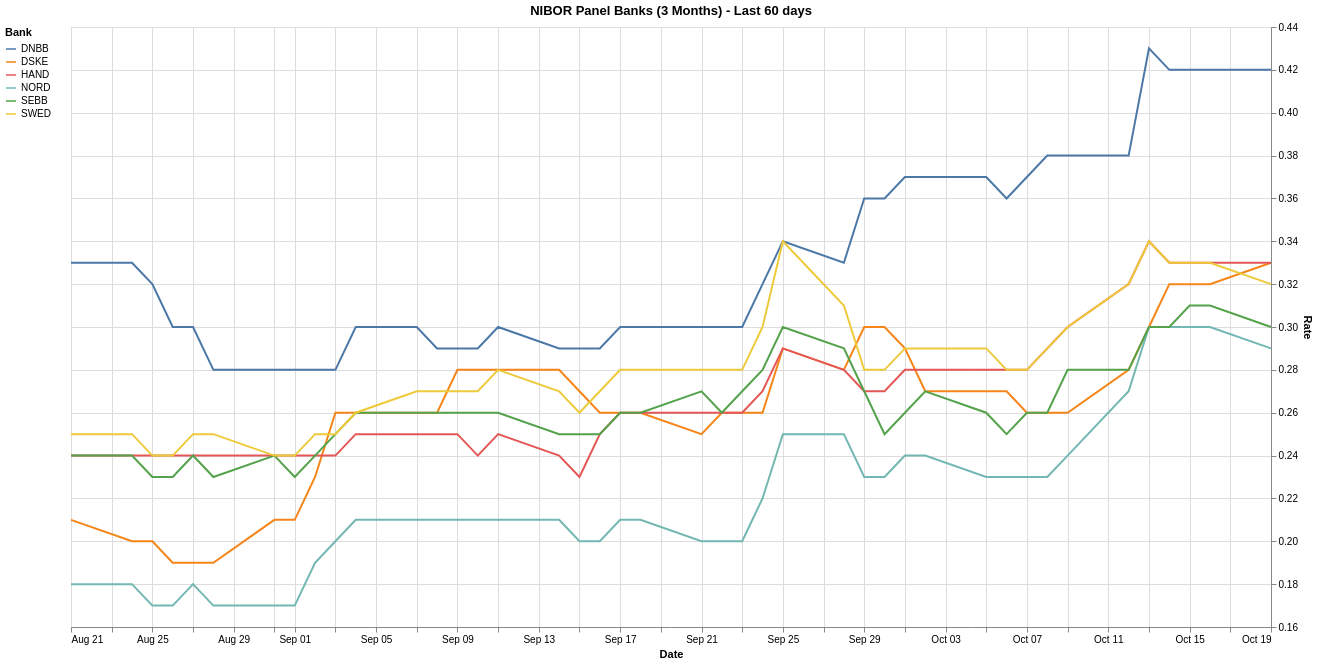 NIBOR Panel Banks (3 Months) - Last 60 days
Bank
DNBB
DSKE
HAND
NORD
SEBB
SWED
0.44
0.42
0.40
0.38
0.36
0.34
0.32
0.30
0.28
0.26
0.24
0.22
0.20
0.18
0.16
Rate
Aug 21 Aug 25 Aug 29 Sep 01 Sep 05 Sep 09 Sep 13 Sep 17 Sep 21 Sep 25 Sep 29 Oct 03 Oct 07 Oct 11 Oct 15 Oct 19
Date